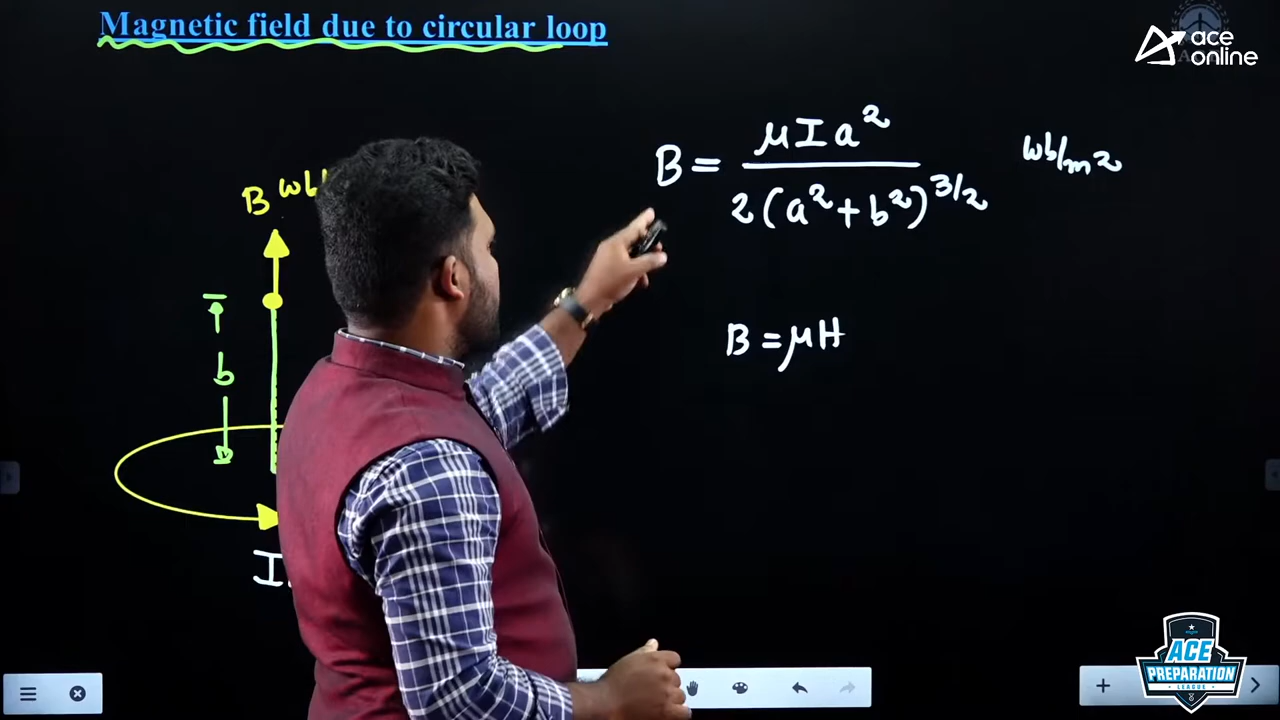 Magnetic field due to circular loop
ace
online
B = μIa² / 2(a² + b²)^3/2 wb/m²
B wb/
b
B = μH
I
ACE
PREPARATION
LEAGUE